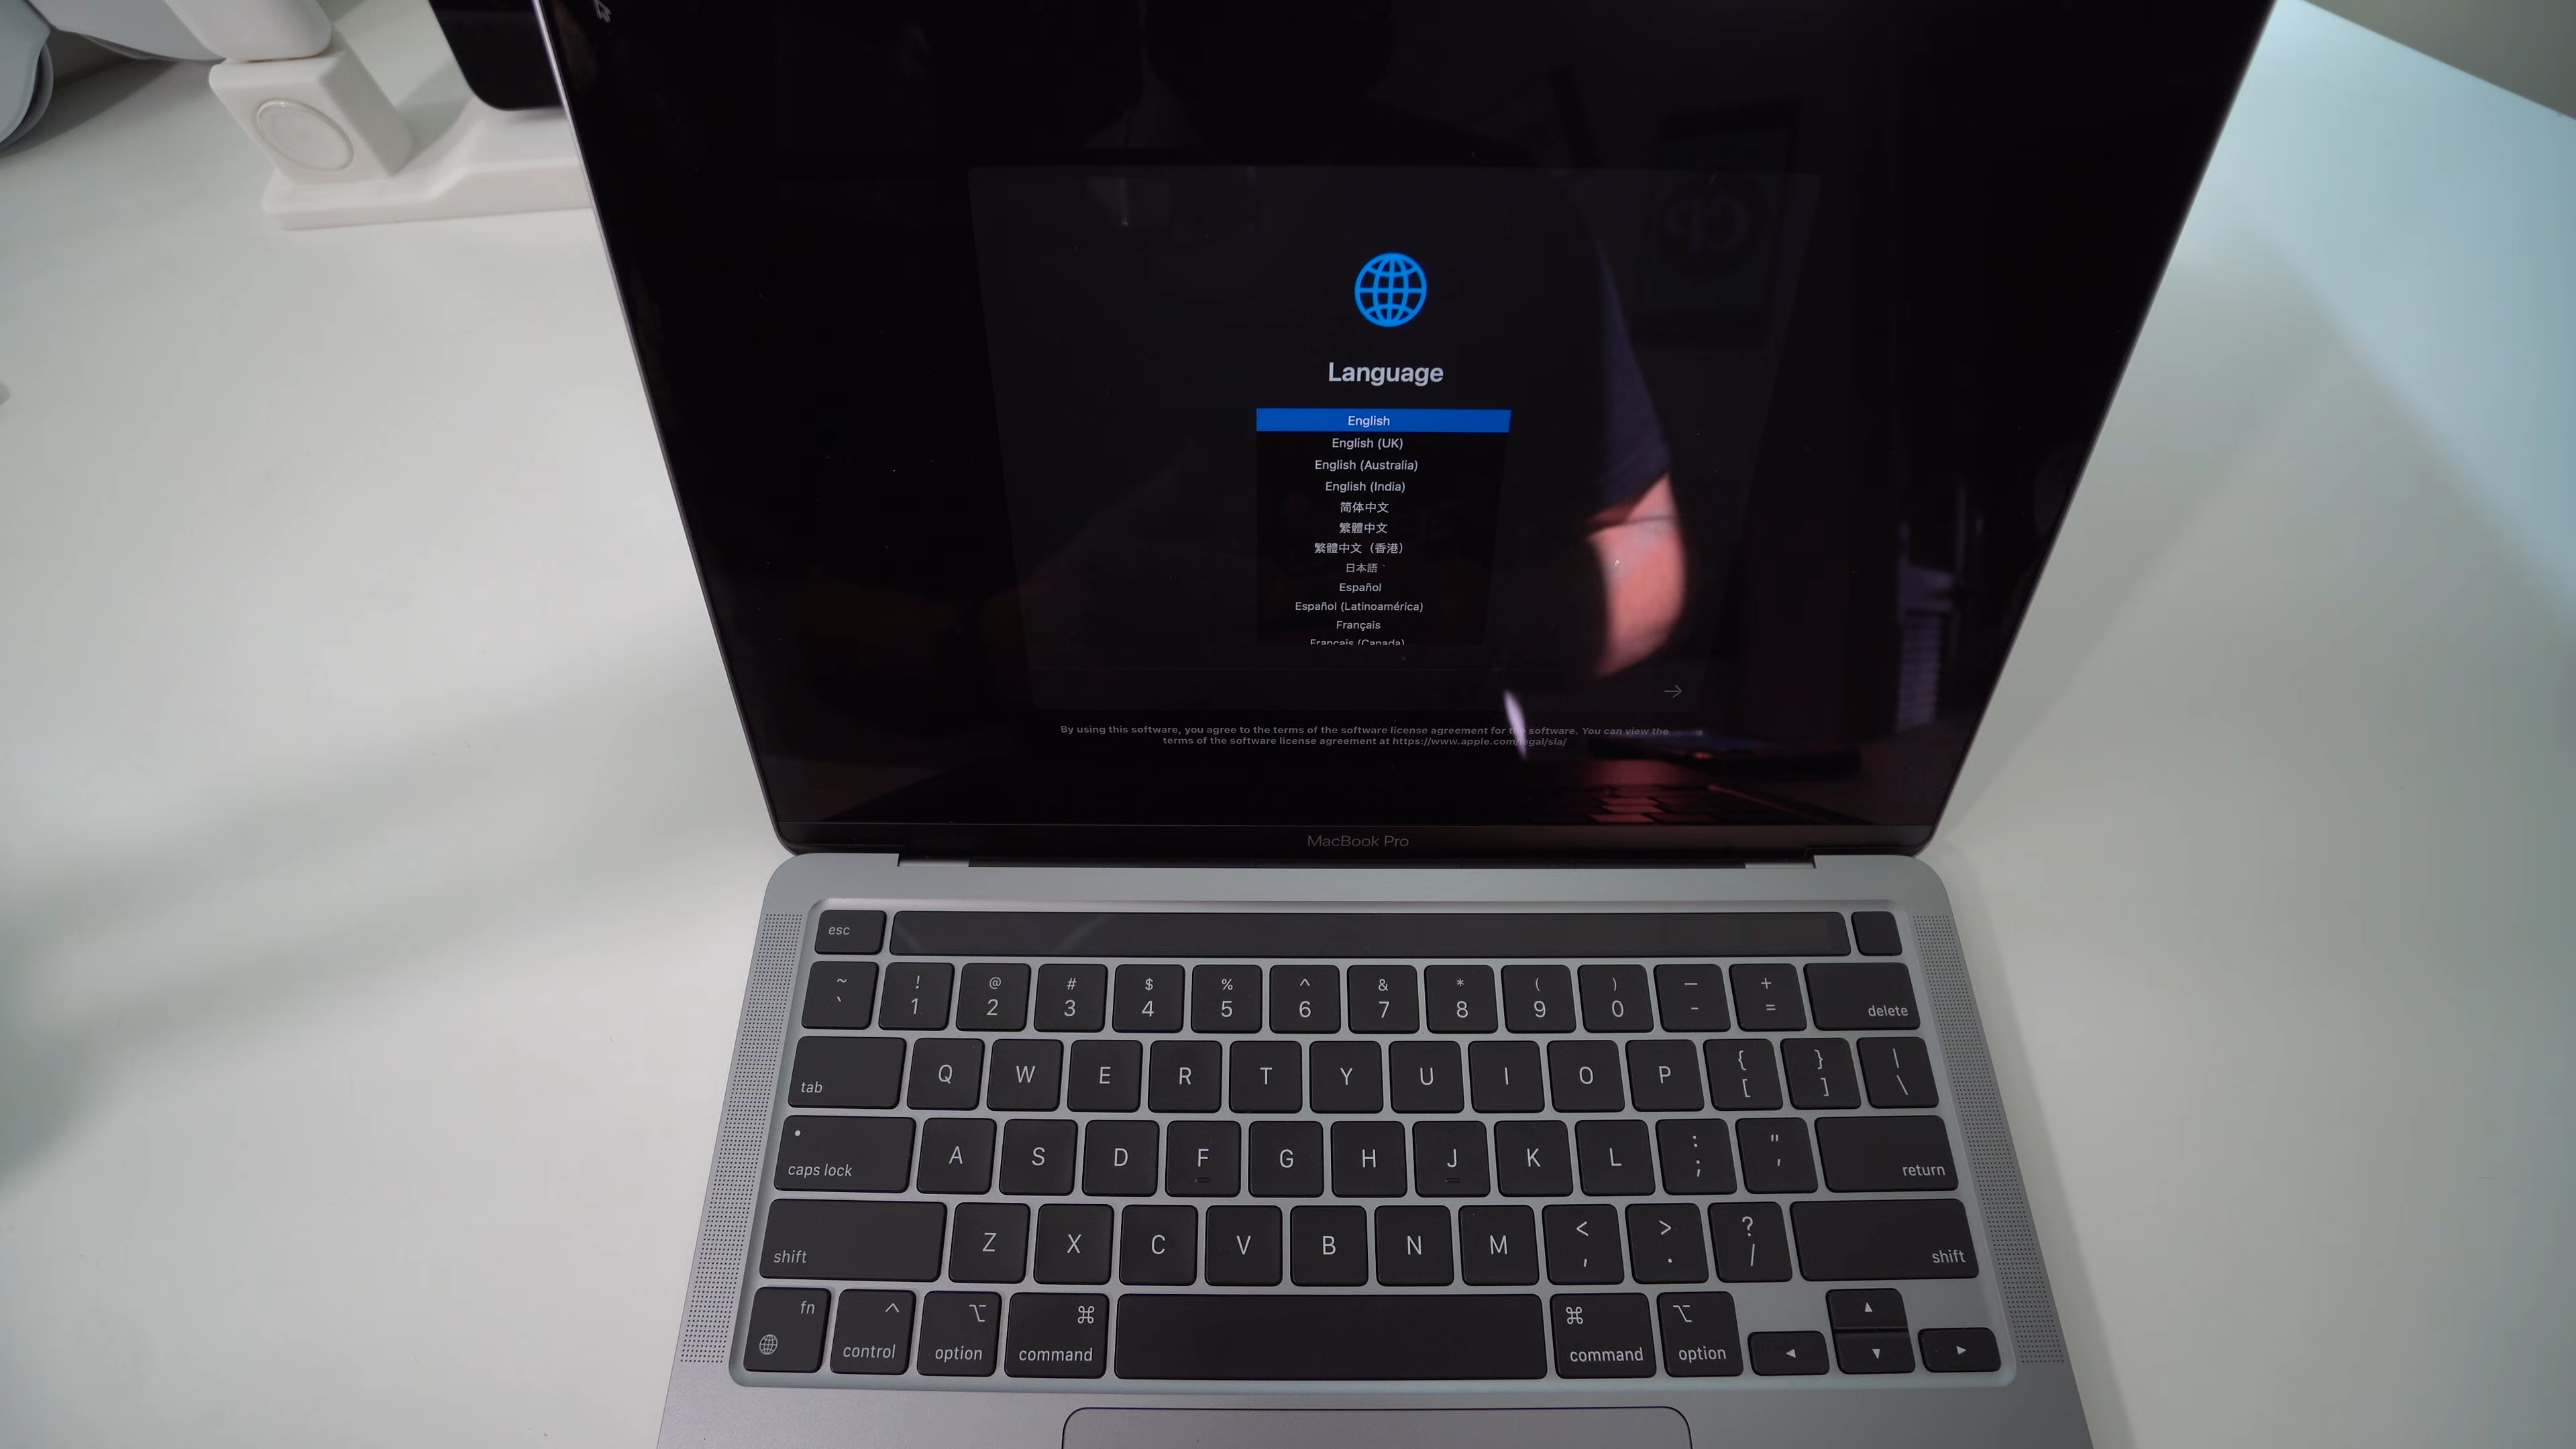 Language
English
English (UK)
English (Australia)
English (India)
简体中文
繁體中文
繁體中文（香港）
日本語
Español
Español (Latinoamérica)
Français
Français (Canada)
By using this software, you agree to the terms of the software license agreement for software. You can view the
terms of the software license agreement at https://www.apple.com/legal/sla/
MacBook Pro
esc
~ ! @ # $ % ^ & * ( ) — +
` 1 2 3 4 5 6 7 8 9 0 - = delete
tab Q W E R T Y U I O P { [ } ] | \
caps lock A S D F G H J K L : ; " ' return
shift Z X C V B N M < , > . ? / shift
fn ^ ⌥ ⌘ ⌘ ⌥
control option command command option